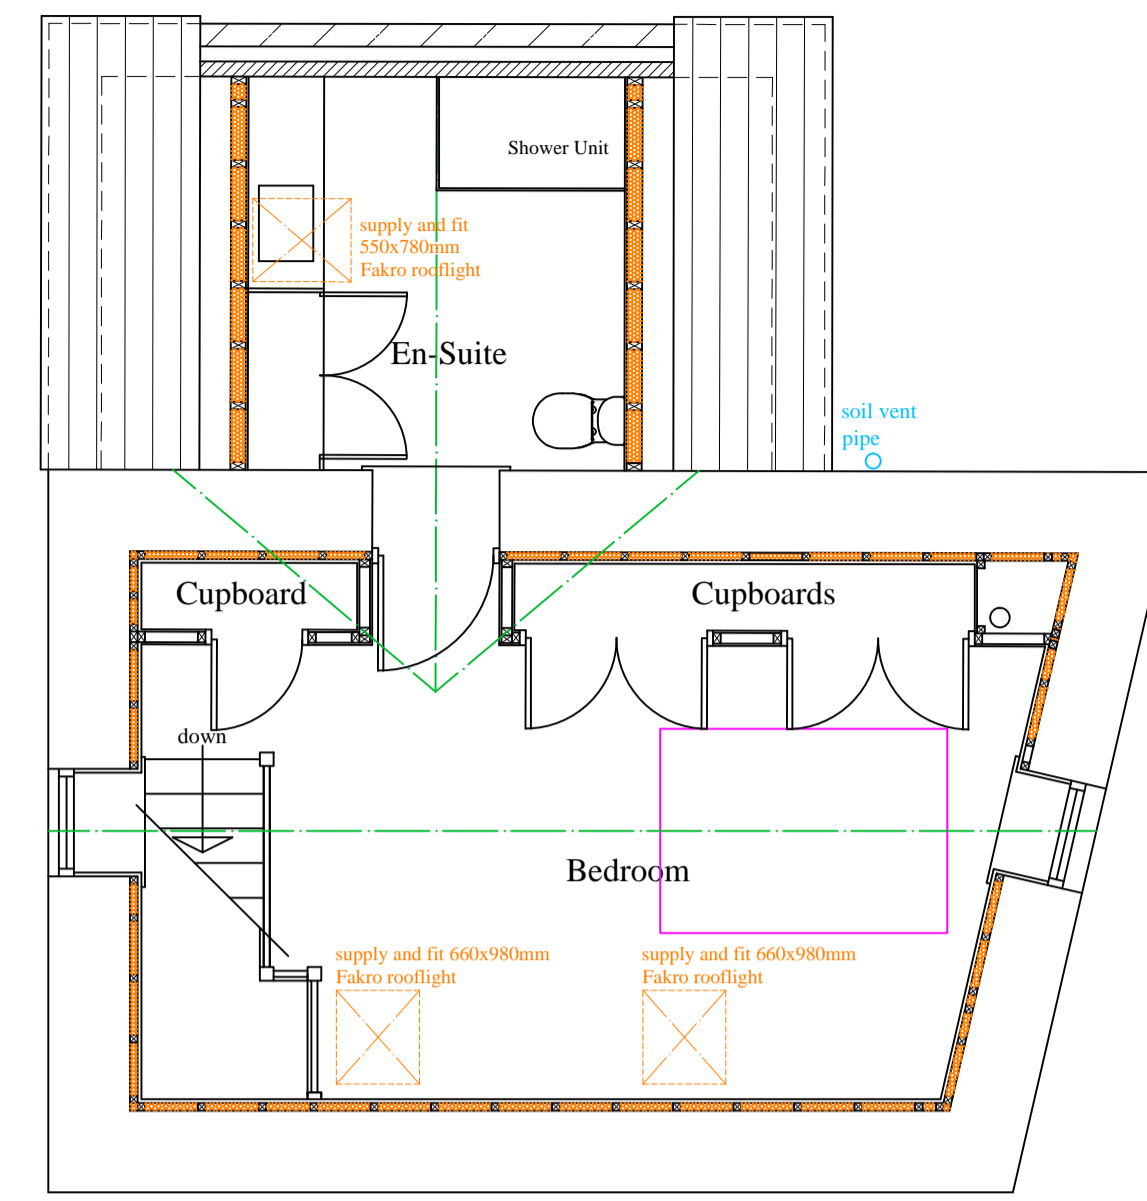 Shower Unit
supply and fit
550x780mm
Fakro rooflight
En-Suite
soil vent
pipe
Cupboard
Cupboards
down
Bedroom
supply and fit 660x980mm
Fakro rooflight
supply and fit 660x980mm
Fakro rooflight